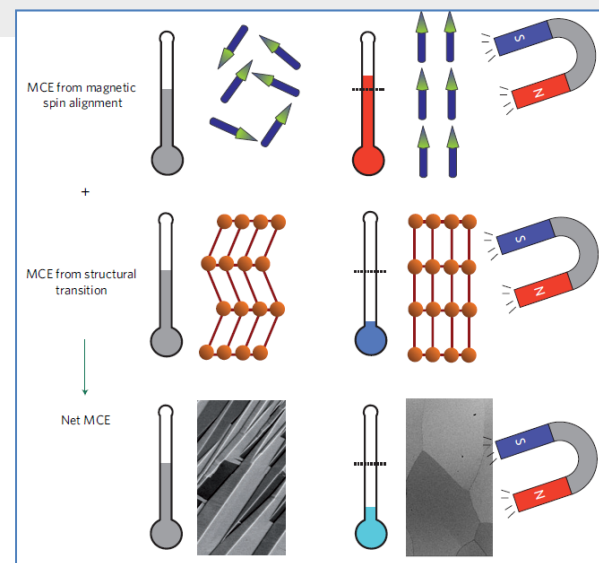 MCE from magnetic
spin alignment
S
N
+
MCE from structural
transition
S
N
Net MCE
S
N